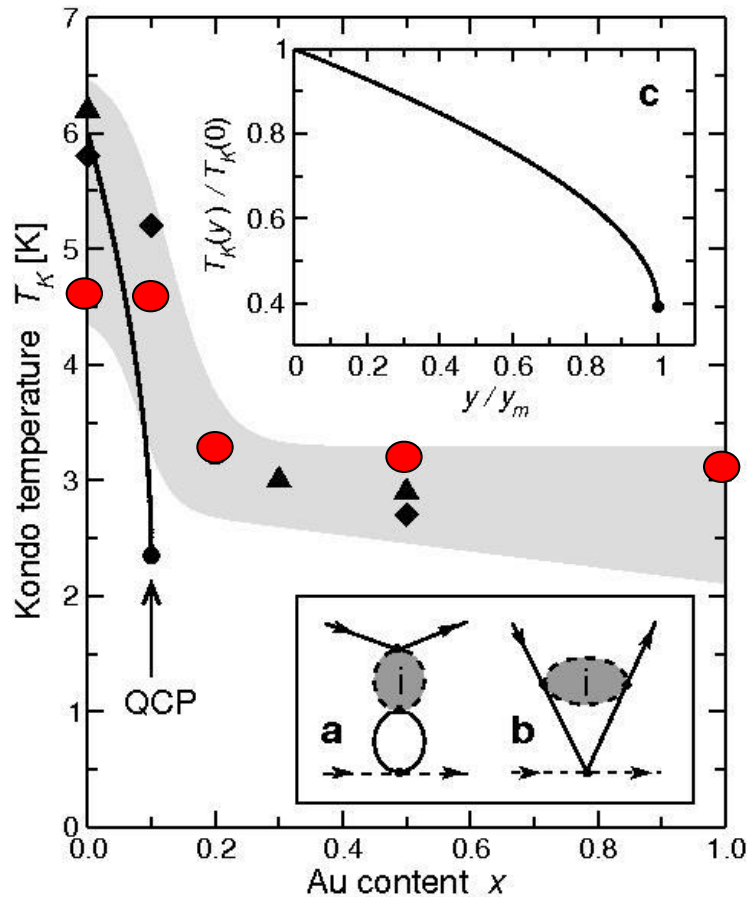 7
6
5
4
3
2
1
0
Kondo temperature T_K [K]
0.0
0.2
0.4
0.6
0.8
1.0
Au content x
QCP
1
0.8
0.6
0.4
T_K(y) / T_K(0)
c
0
0.2
0.4
0.6
0.8
1
y / y_m
i
i
a
b